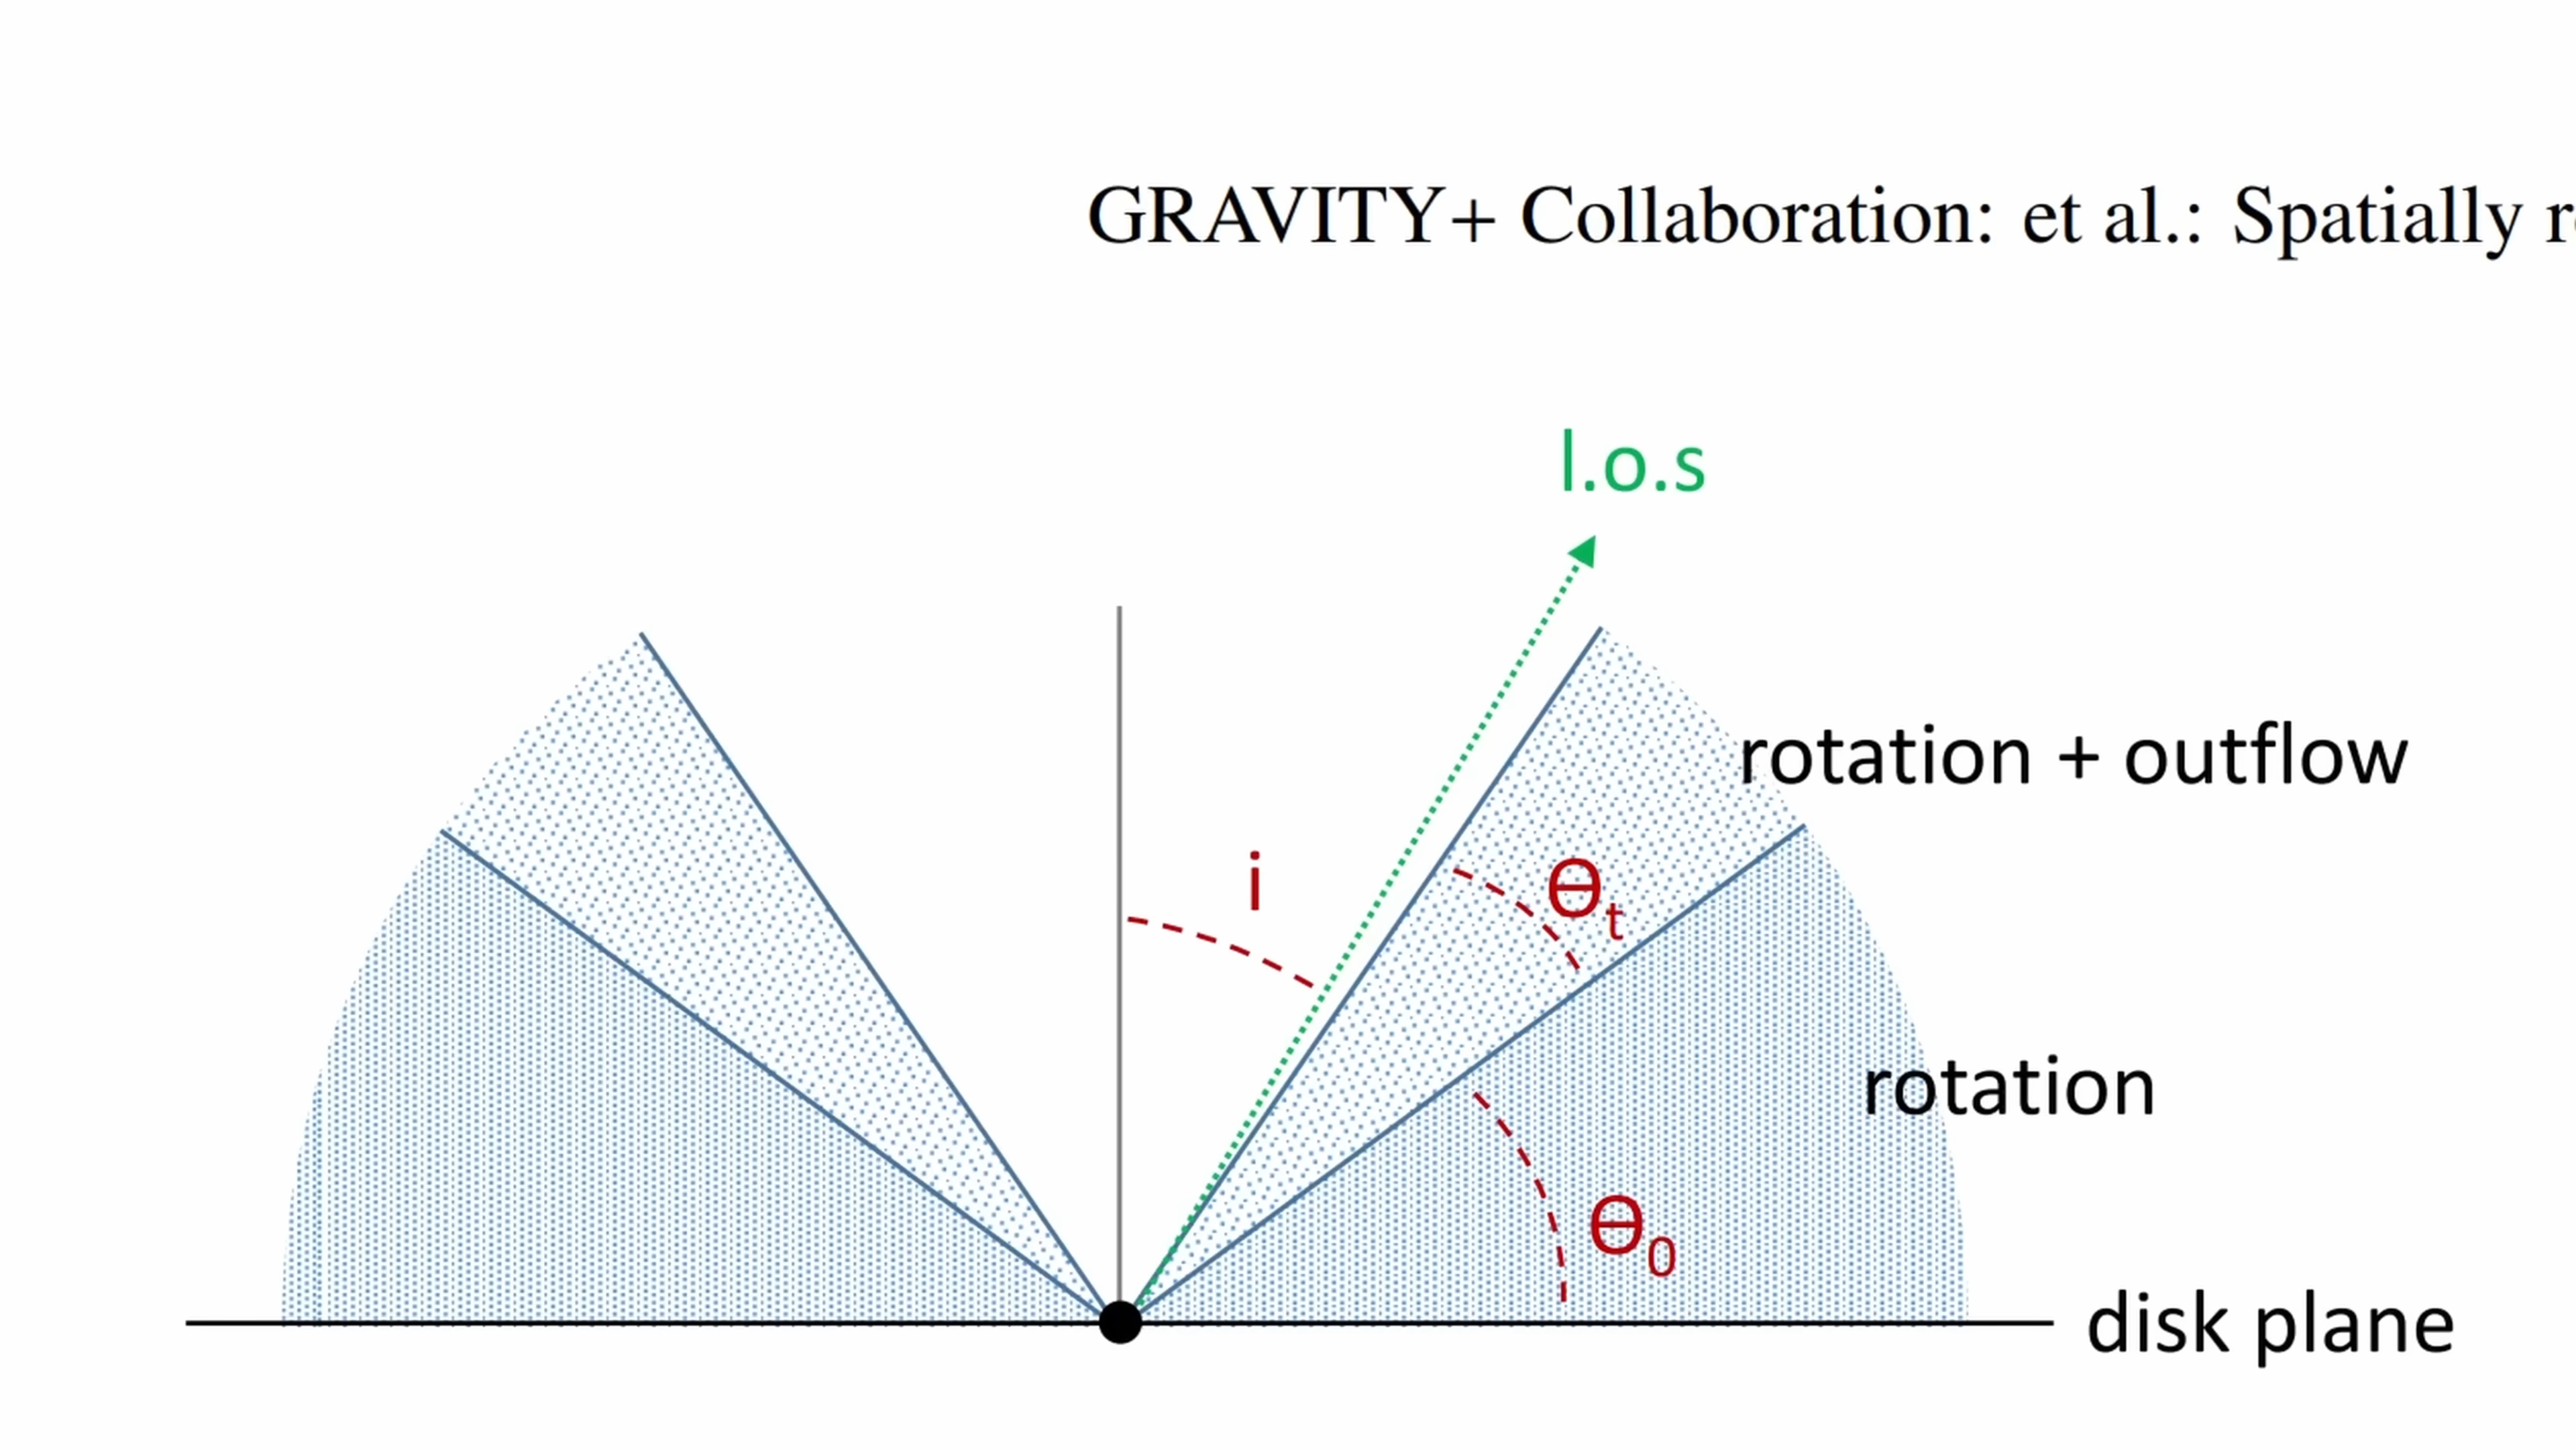 GRAVITY+ Collaboration: et al.: Spatially
l.o.s
rotation + outflow
i
Θt
rotation
Θ0
disk plane